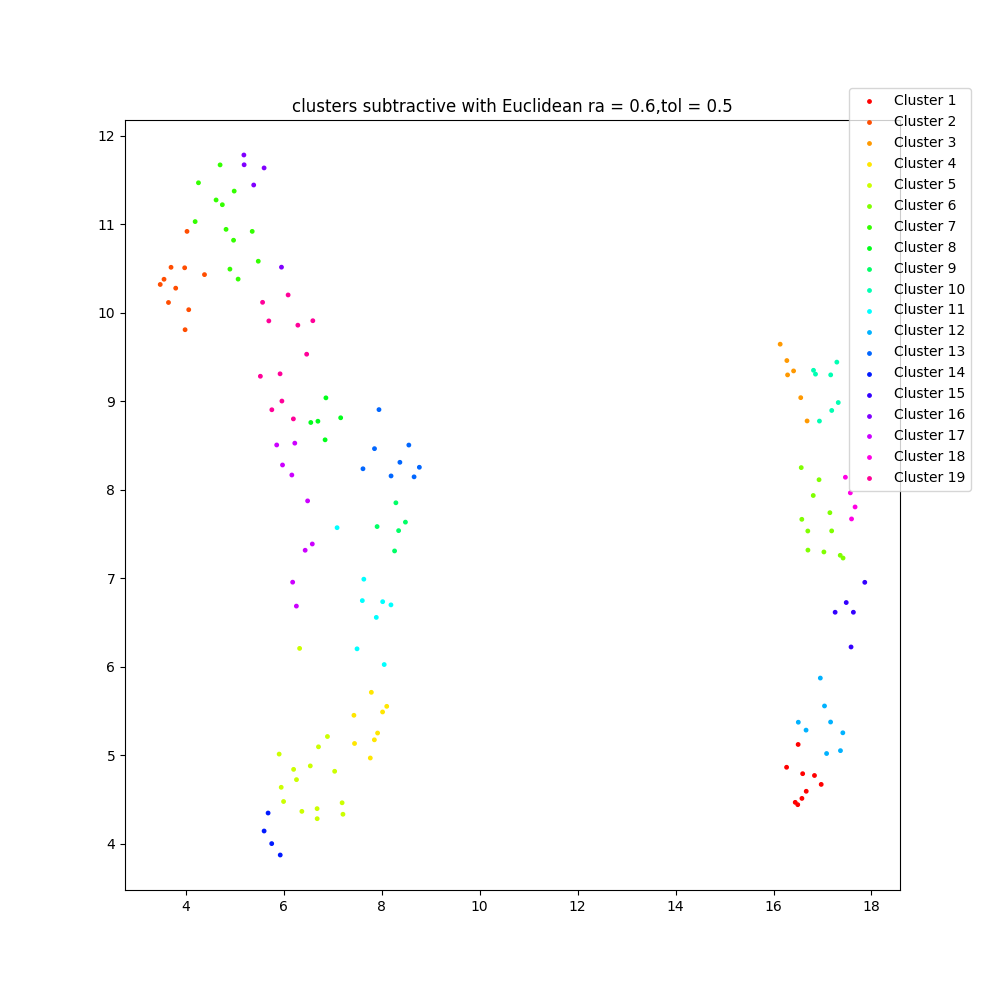 clusters subtractive with Euclidean ra = 0.6,tol = 0.5
Cluster 1
Cluster 2
Cluster 3
Cluster 4
Cluster 5
Cluster 6
Cluster 7
Cluster 8
Cluster 9
Cluster 10
Cluster 11
Cluster 12
Cluster 13
Cluster 14
Cluster 15
Cluster 16
Cluster 17
Cluster 18
Cluster 19
12
11
10
9
8
7
6
5
4
4 6 8 10 12 14 16 18